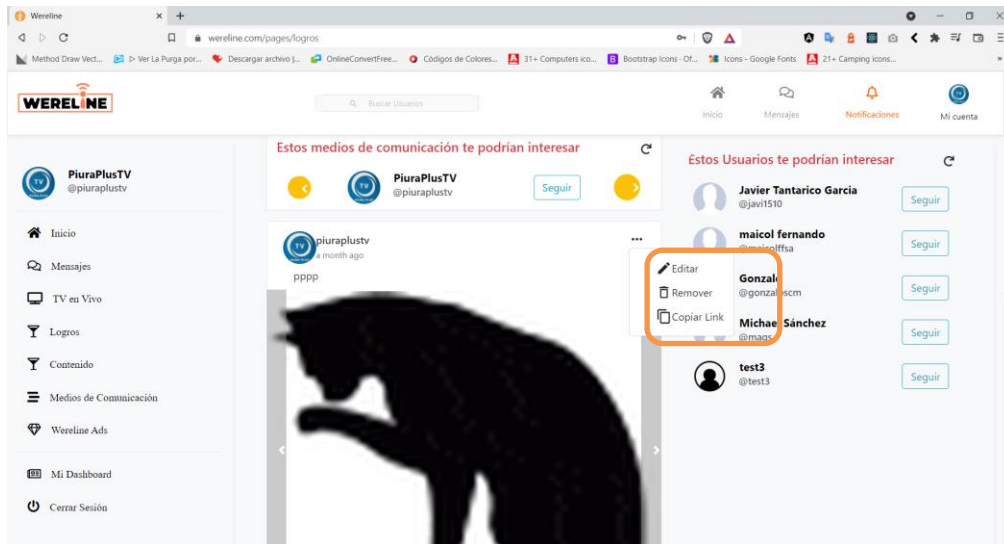 Wereline
wereline.com/pages/logros
Method Draw Vect...
Ver La Purga por...
Descargar archivo |...
OnlineConvertFree...
Códigos de Colores...
31+ Computers ico...
Bootstrap Icons · Of...
Icons - Google Fonts
21+ Camping icons...
WERELINE
Buscar Usuarios
Inicio
Mensajes
Notificaciones
Mi cuenta
PiuraPlusTV
@piuraplustv
Inicio
Mensajes
TV en Vivo
Logros
Contenido
Medios de Comunicación
Wereline Ads
Mi Dashboard
Cerrar Sesión
Estos medios de comunicación te podrían interesar
PiuraPlusTV
@piuraplustv
Seguir
piuraplustv
a month ago
pppp
Editar
Remover
Copiar Link
Estos Usuarios te podrían interesar
Javier Tantarico Garcia
@javi1510
Seguir
maicol fernando
@maicolffsa
Seguir
Seguir
Sánchez
Seguir
test3
@test3
Seguir